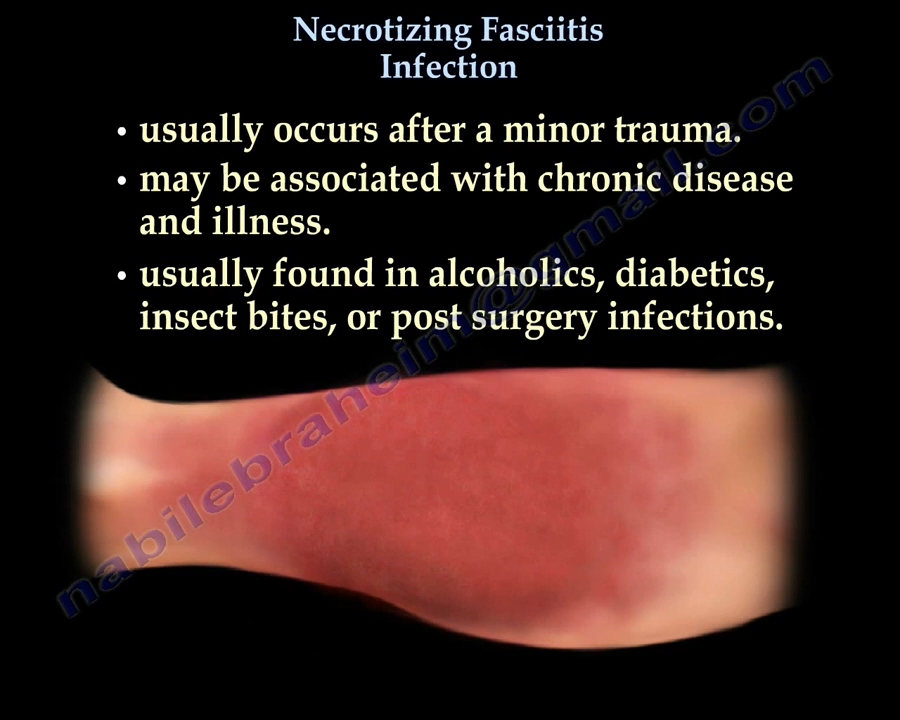 Necrotizing Fasciitis
Infection
• usually occurs after a minor trauma.
• may be associated with chronic disease
and illness.
• usually found in alcoholics, diabetics,
insect bites, or post surgery infections.
nabilebraheim@gmail.com